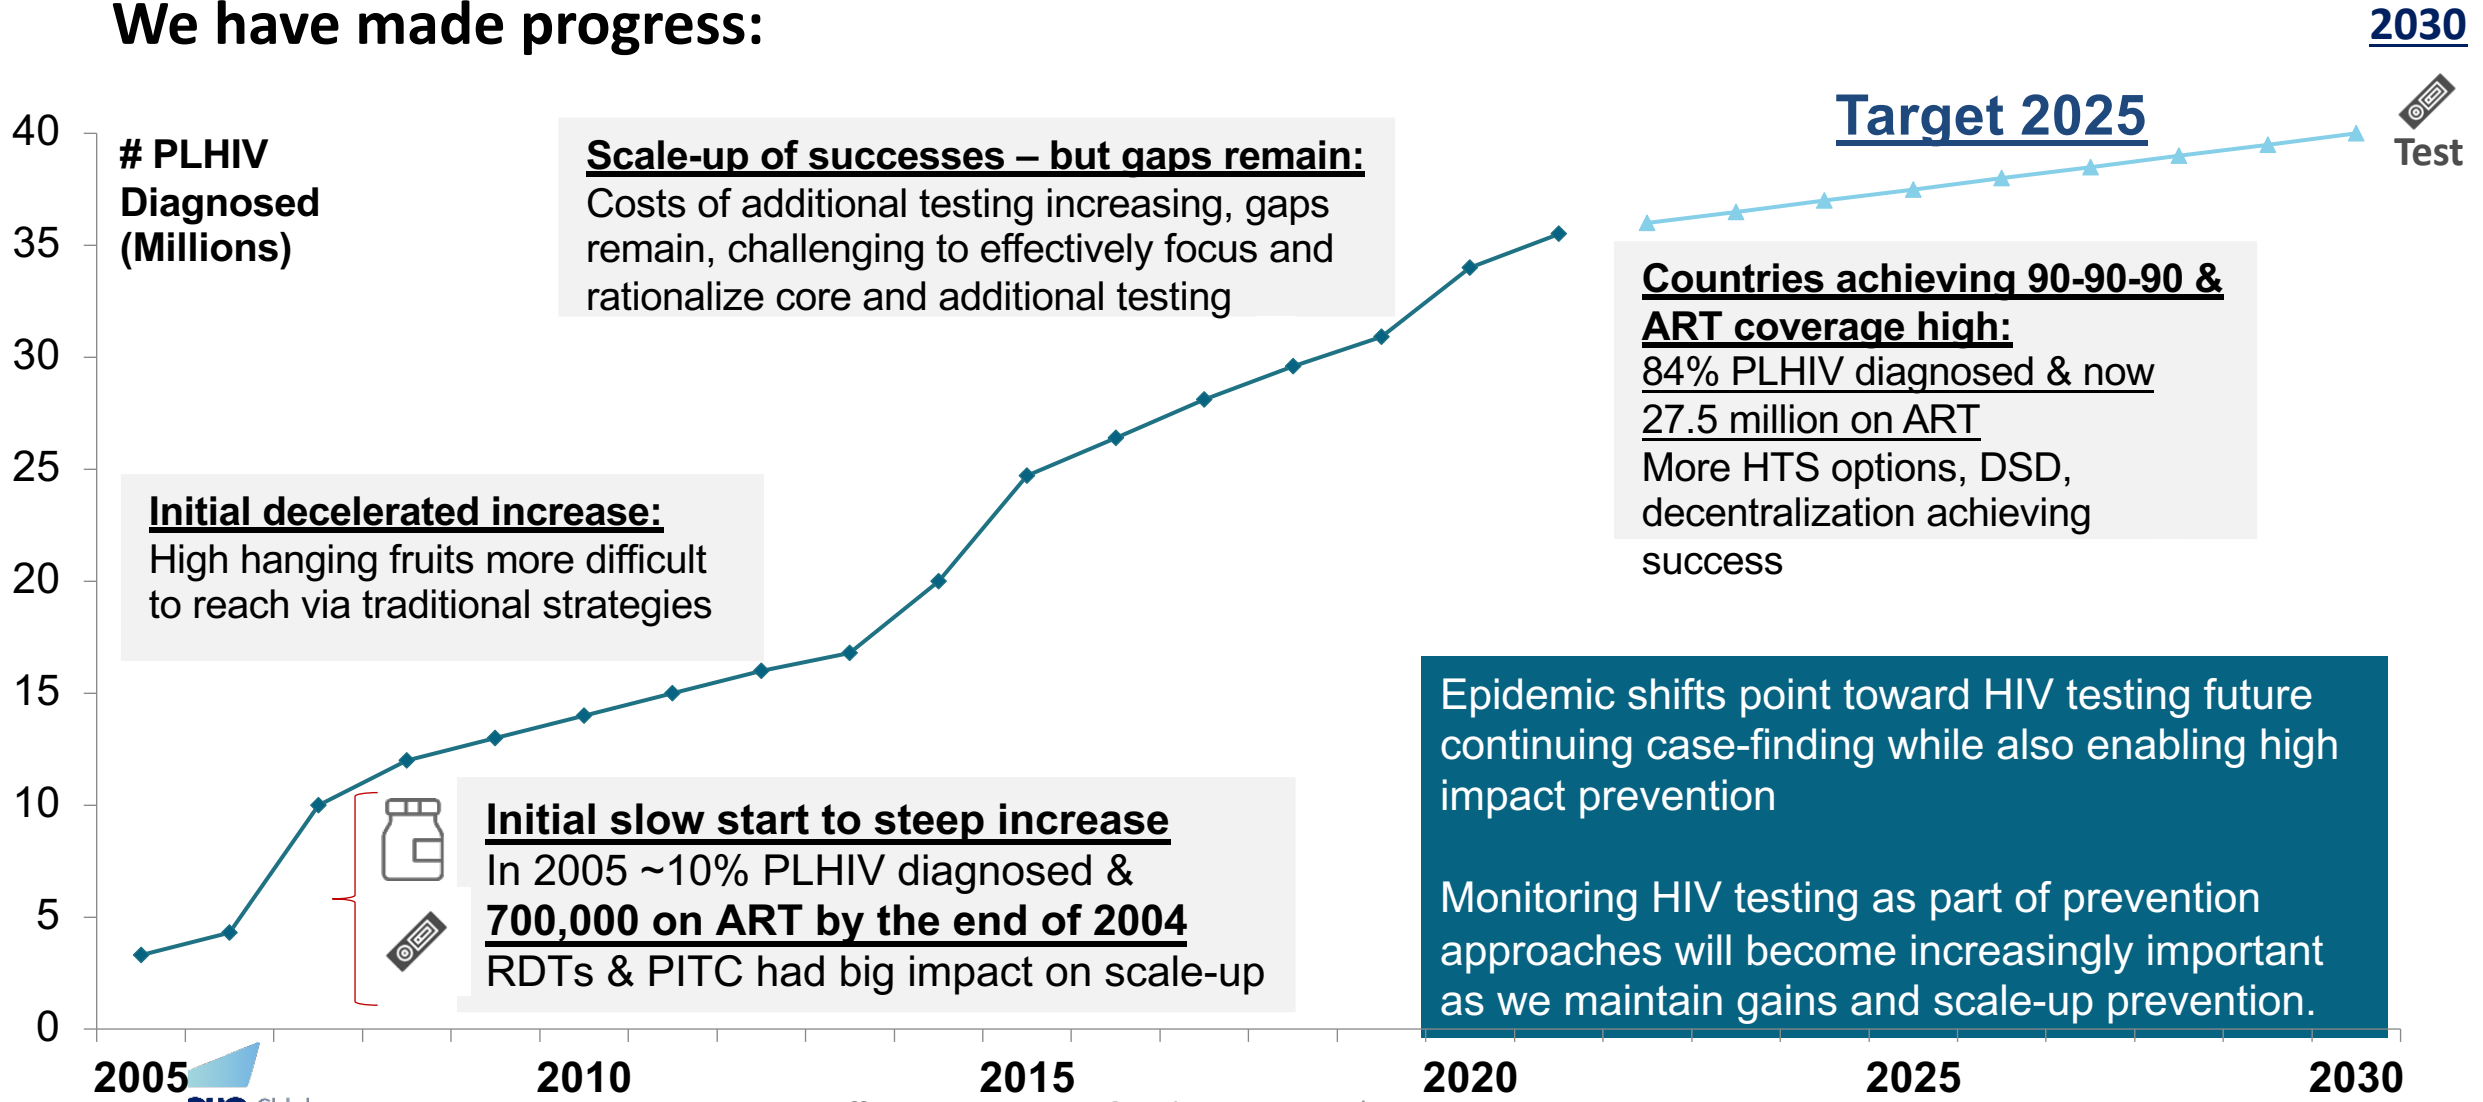 We have made progress:
2030
Target 2025
Test
40
35
30
25
20
15
10
5
0
# PLHIV
Diagnosed
(Millions)
Scale-up of successes – but gaps remain:
Costs of additional testing increasing, gaps
remain, challenging to effectively focus and
rationalize core and additional testing
Countries achieving 90-90-90 &
ART coverage high:
84% PLHIV diagnosed & now
27.5 million on ART
More HTS options, DSD,
decentralization achieving
success
Initial decelerated increase:
High hanging fruits more difficult
to reach via traditional strategies
Initial slow start to steep increase
In 2005 ~10% PLHIV diagnosed &
700,000 on ART by the end of 2004
RDTs & PITC had big impact on scale-up
Epidemic shifts point toward HIV testing future
continuing case-finding while also enabling high
impact prevention
Monitoring HIV testing as part of prevention
approaches will become increasingly important
as we maintain gains and scale-up prevention.
2005
2010
2015
2020
2025
2030